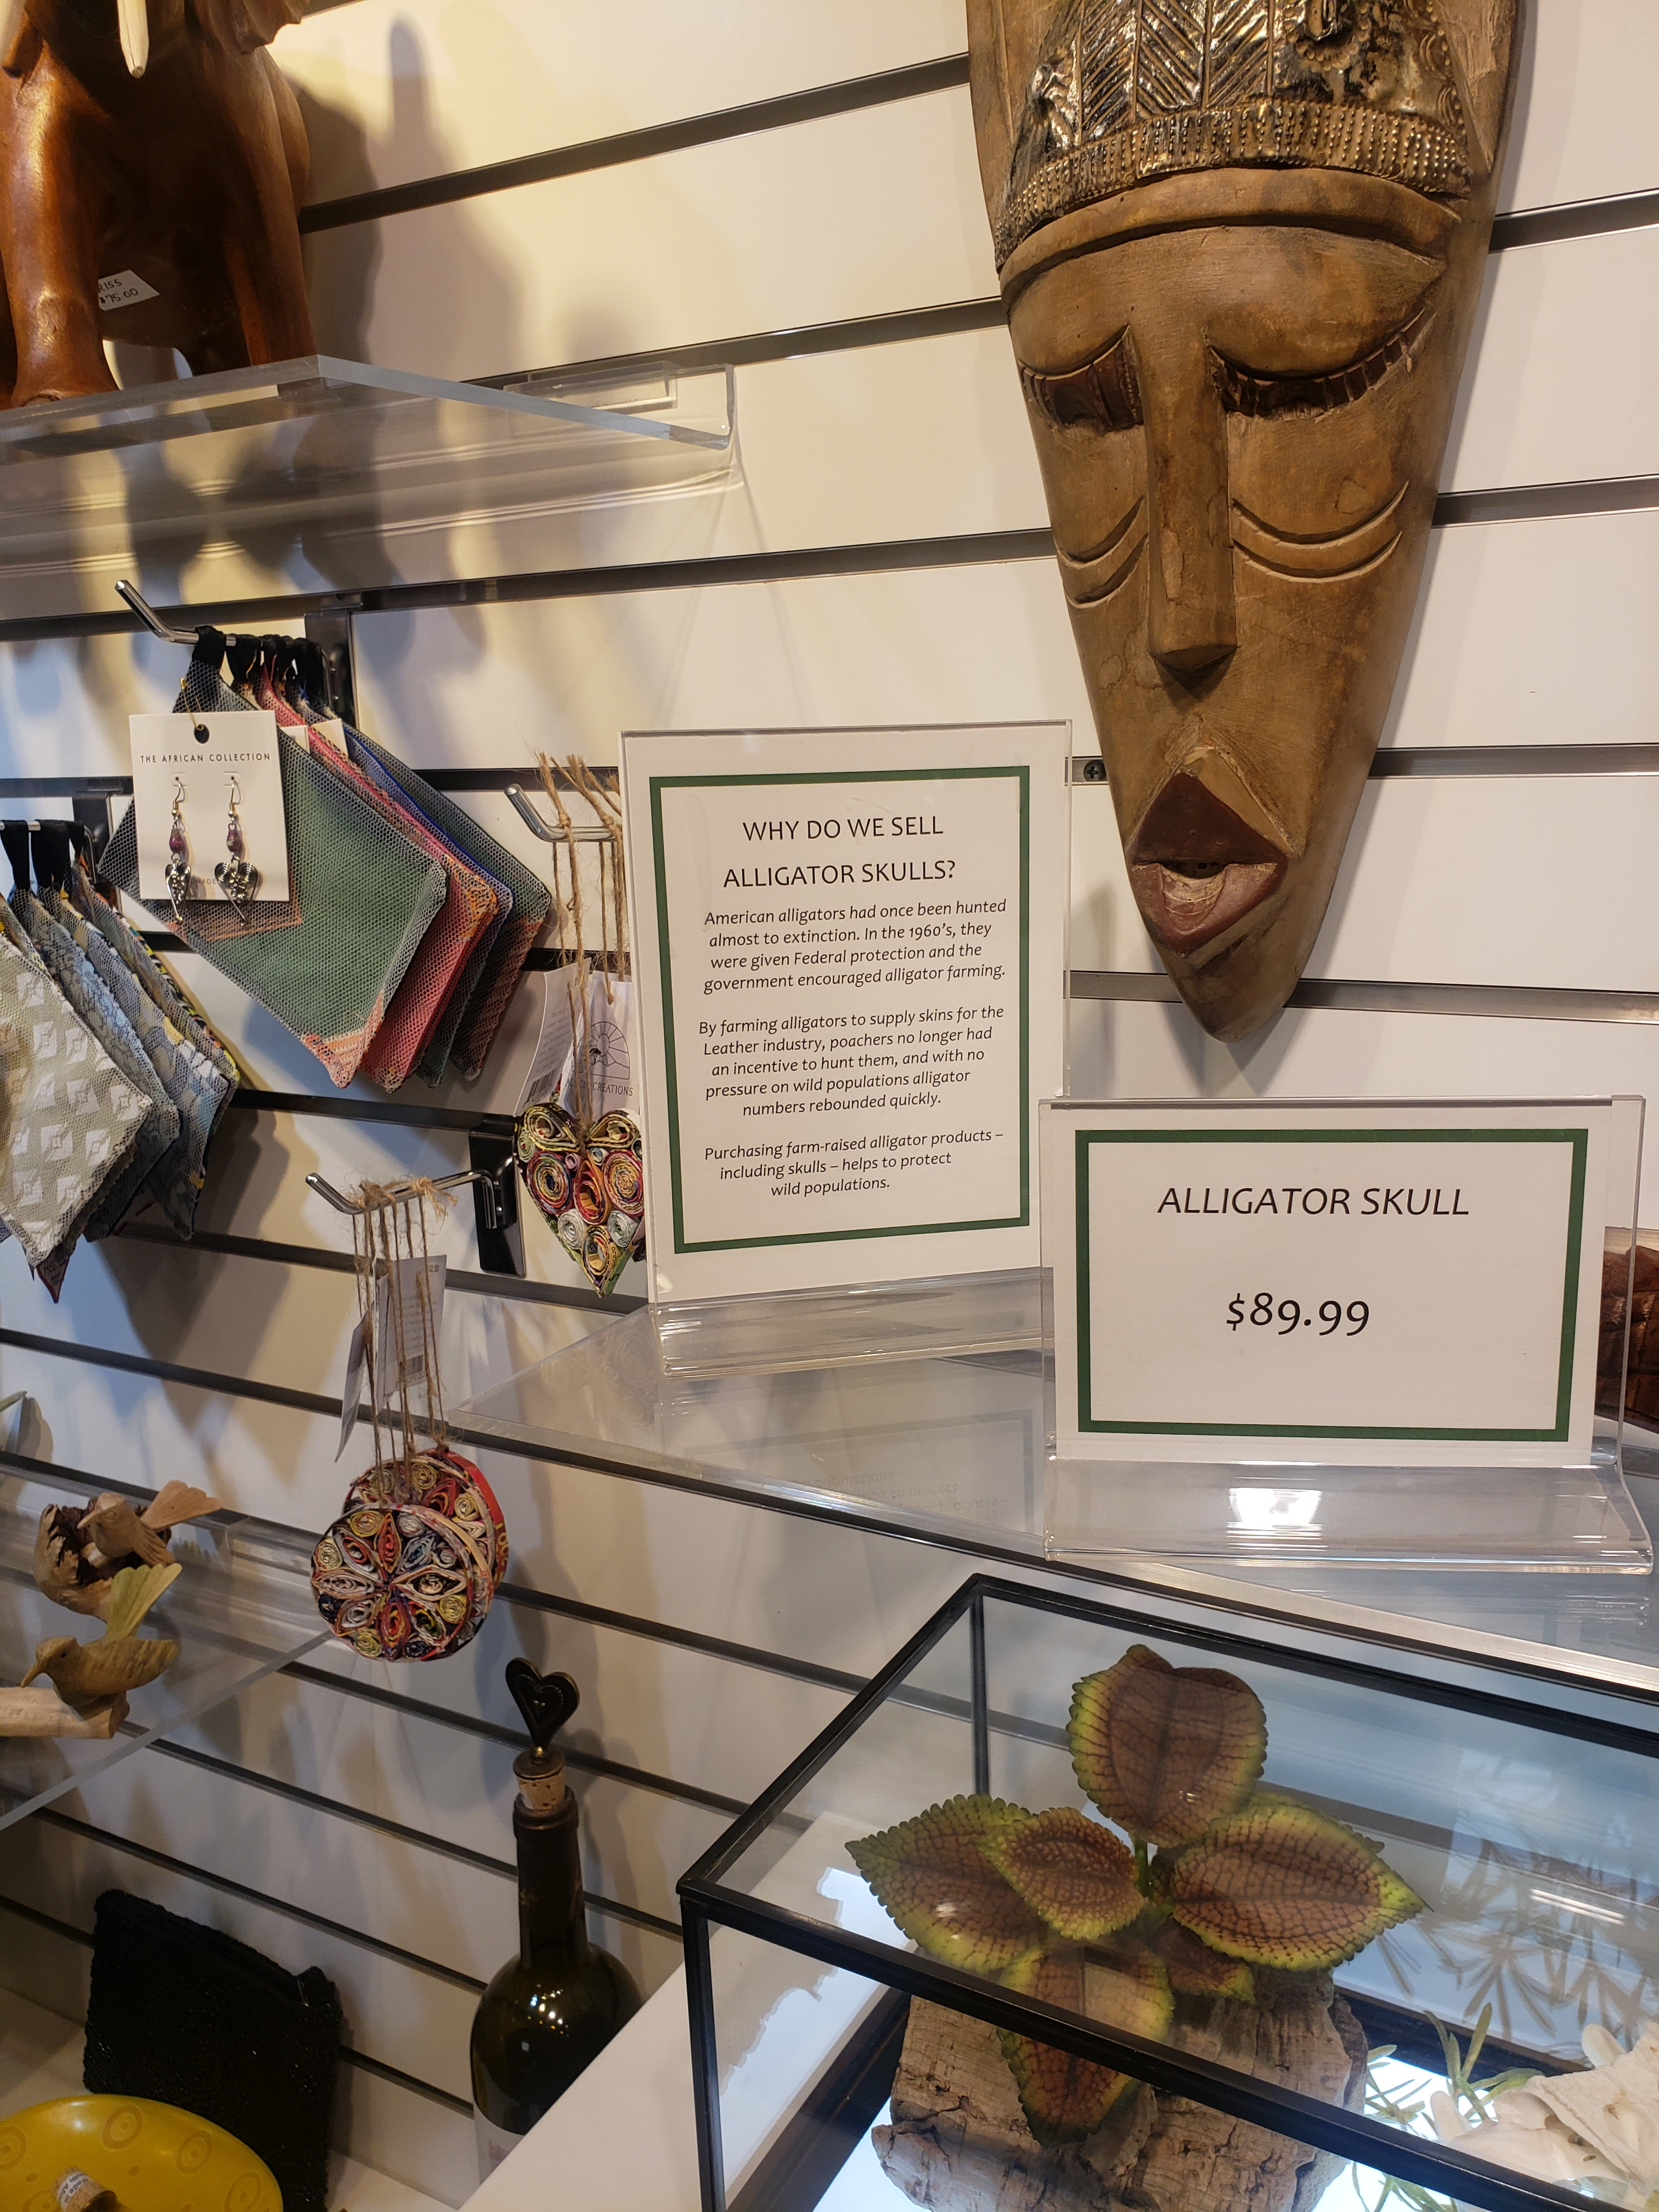 $75.00
THE AFRICAN COLLECTION
WHY DO WE SELL
ALLIGATOR SKULLS?
American alligators had once been hunted
almost to extinction. In the 1960's, they
were given Federal protection and the
government encouraged alligator farming.
By farming alligators to supply skins for the
Leather industry, poachers no longer had
an incentive to hunt them, and with no
pressure on wild populations alligator
numbers rebounded quickly.
Purchasing farm-raised alligator products –
including skulls – helps to protect
wild populations.
CREATIONS
ALLIGATOR SKULL
$89.99